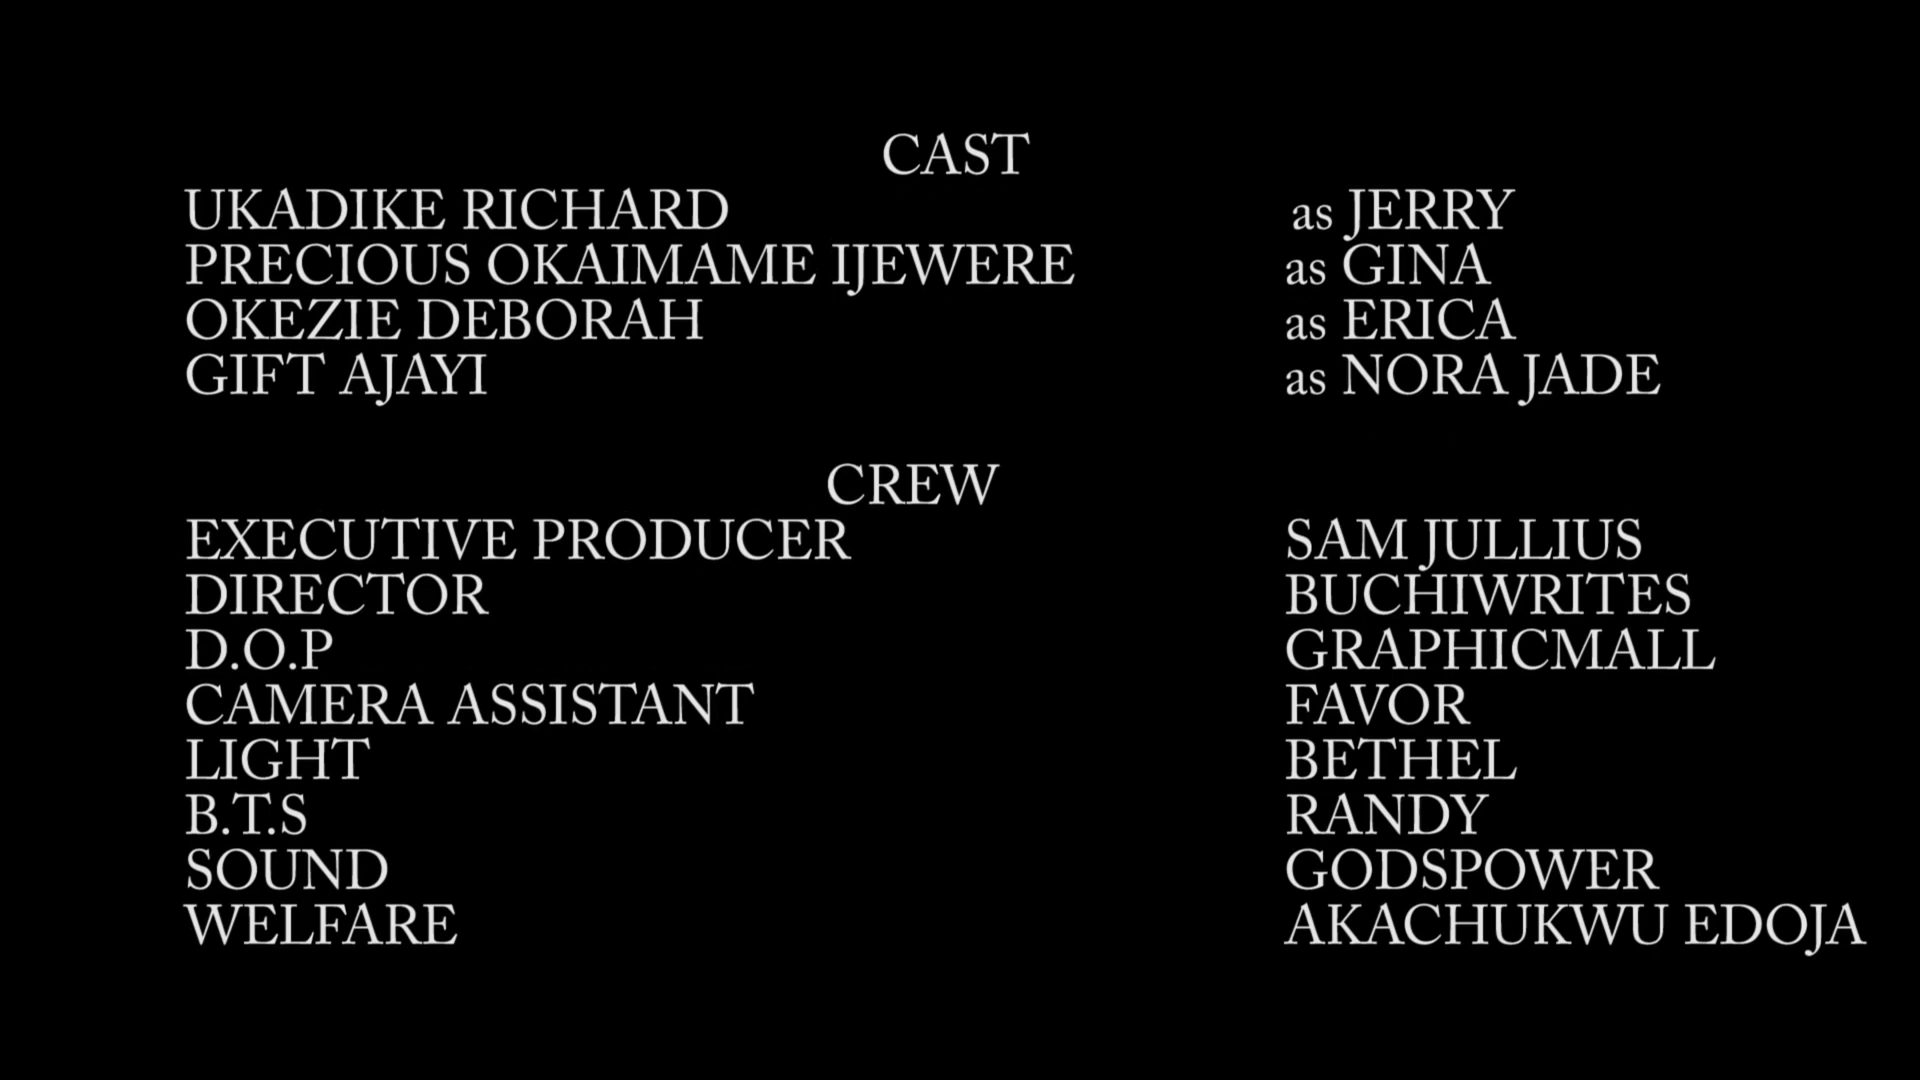 CAST
UKADIKE RICHARD as JERRY
PRECIOUS OKAIMAME IJEWERE as GINA
OKEZIE DEBORAH as ERICA
GIFT AJAYI as NORA JADE
CREW
EXECUTIVE PRODUCER SAM JULLIUS
DIRECTOR BUCHIWRITES
D.O.P GRAPHICMALL
CAMERA ASSISTANT FAVOR
LIGHT BETHEL
B.T.S RANDY
SOUND GODSPOWER
WELFARE AKACHUKWU EDOJA